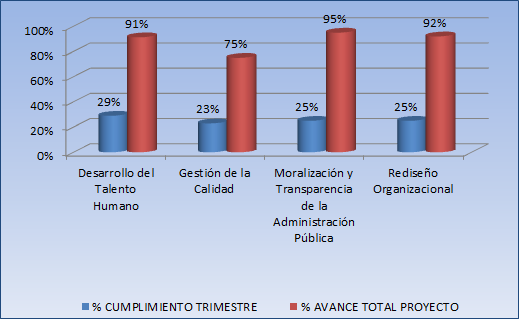 95%
91%
92%
100%
75%
80%
60%
40%
29%
23%
25%
25%
20%
0%
Desarrollo del
Talento
Humano
Gestión de la
Calidad
Moralización y
Transparencia
de la
Administración
Pública
Rediseño
Organizacional
% CUMPLIMIENTO TRIMESTRE
% AVANCE TOTAL PROYECTO